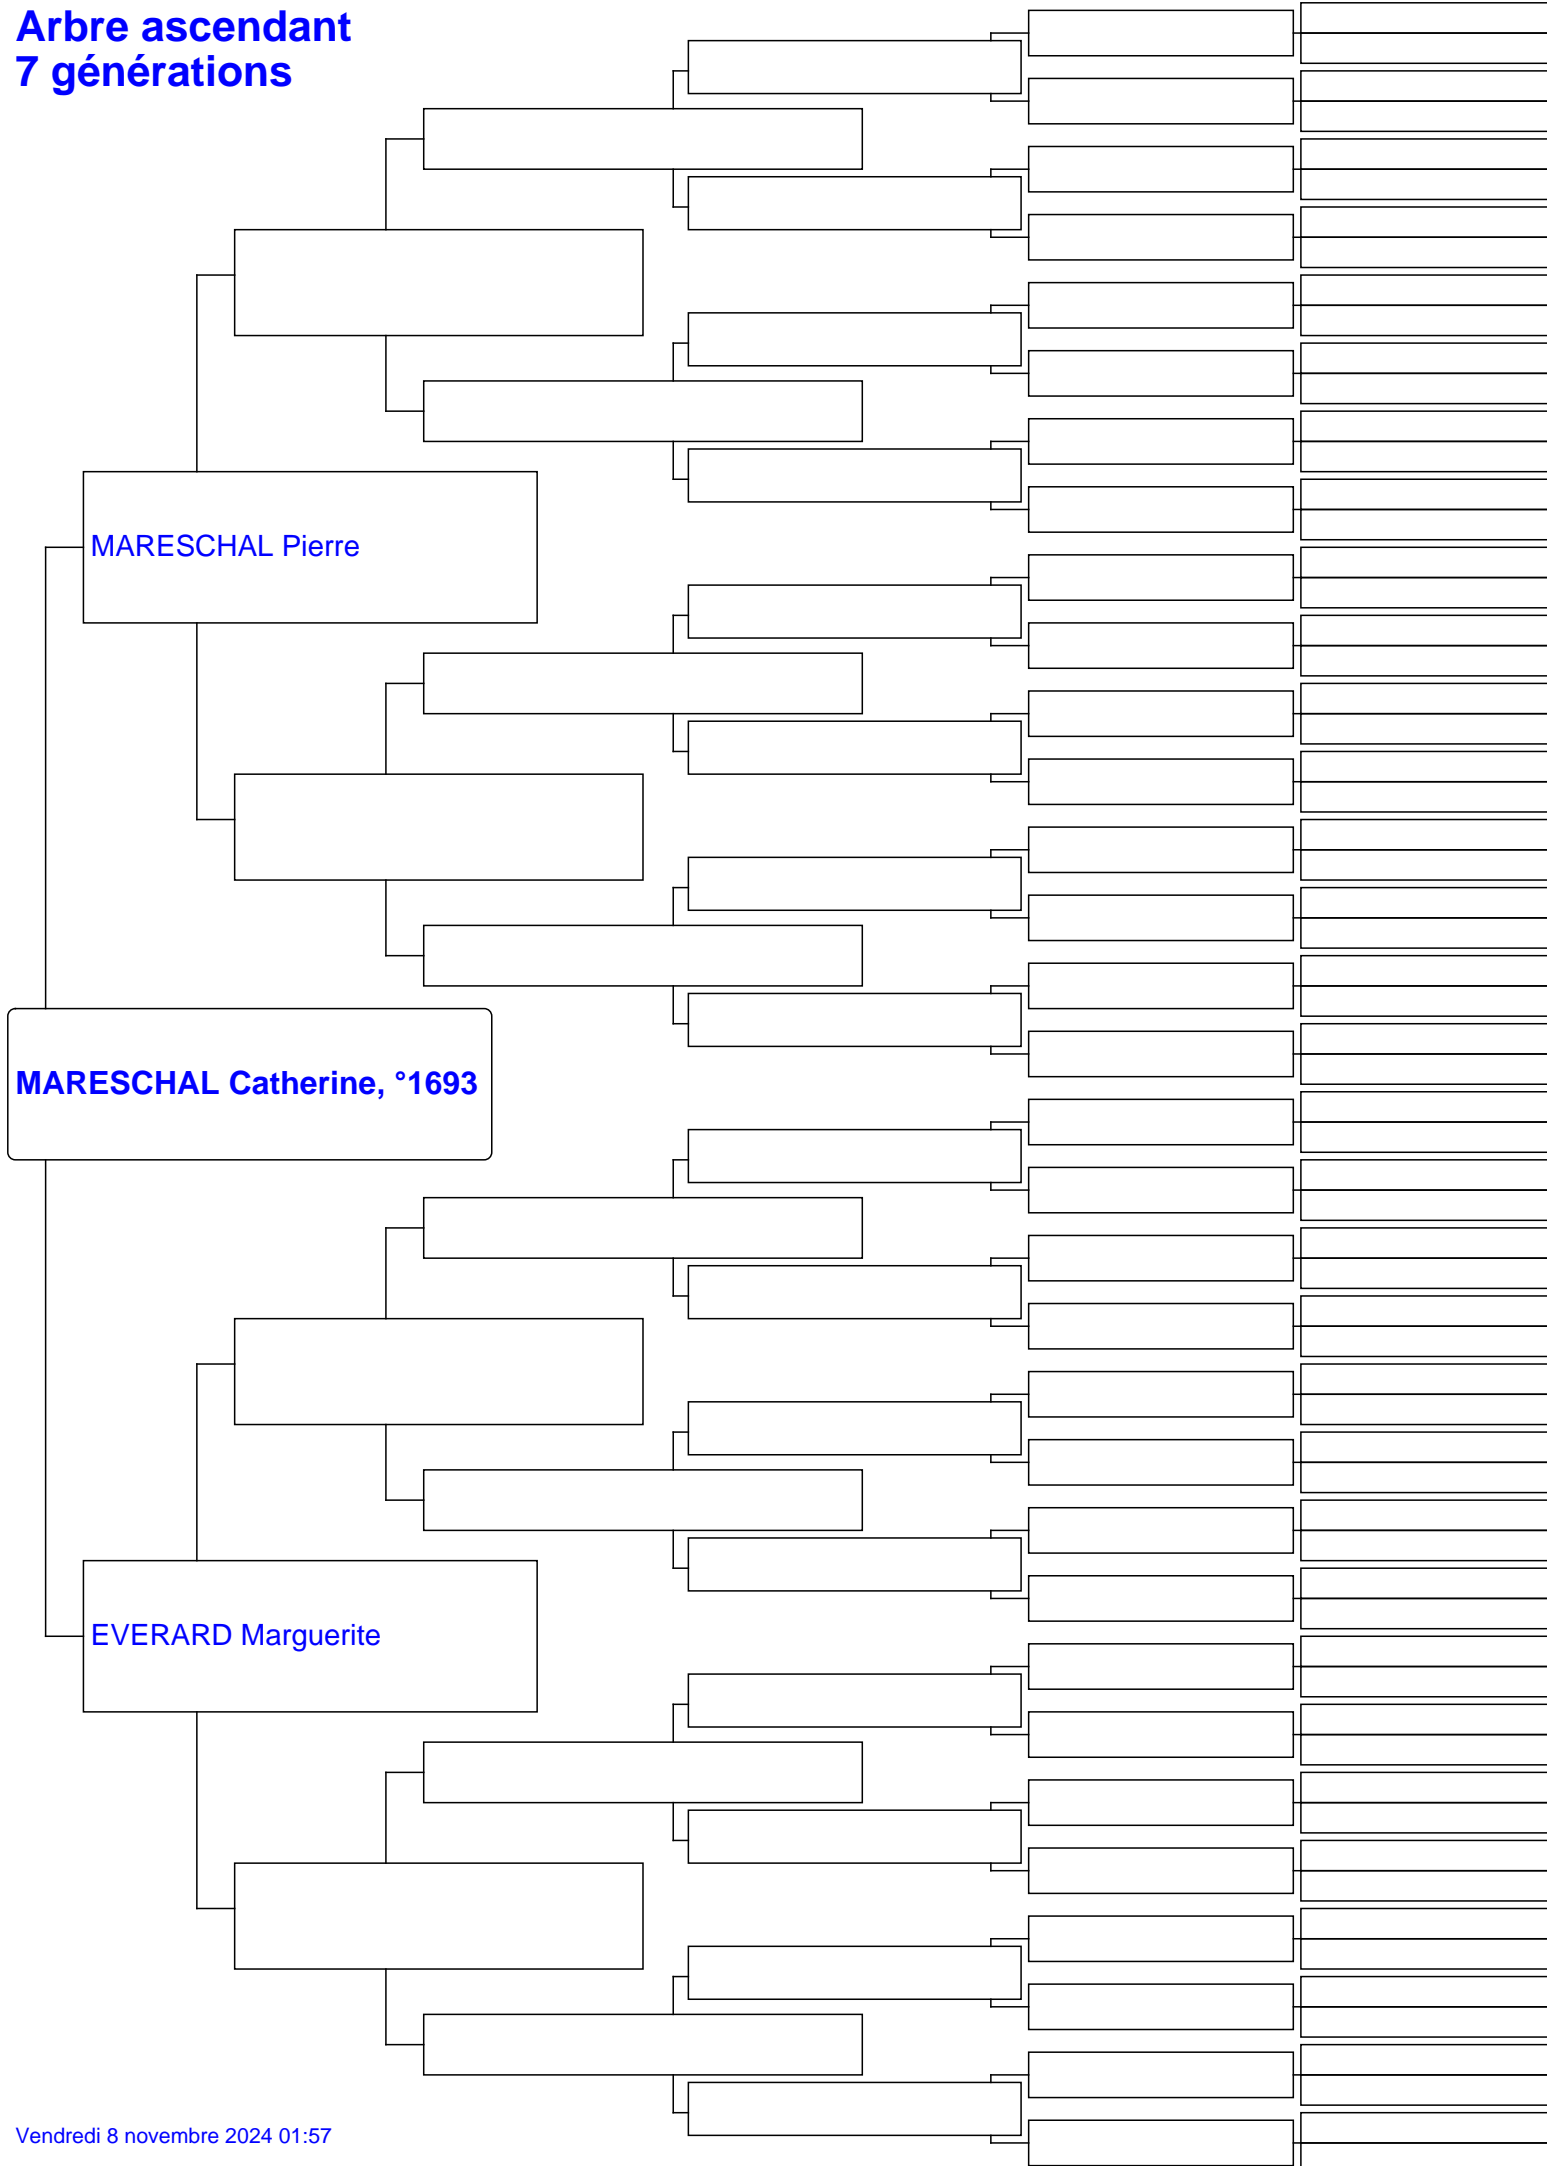 Arbre ascendant
7 générations
MARESCHAL Pierre
MARESCHAL Catherine, °1693
EVERARD Marguerite
Vendredi 8 novembre 2024 01:57